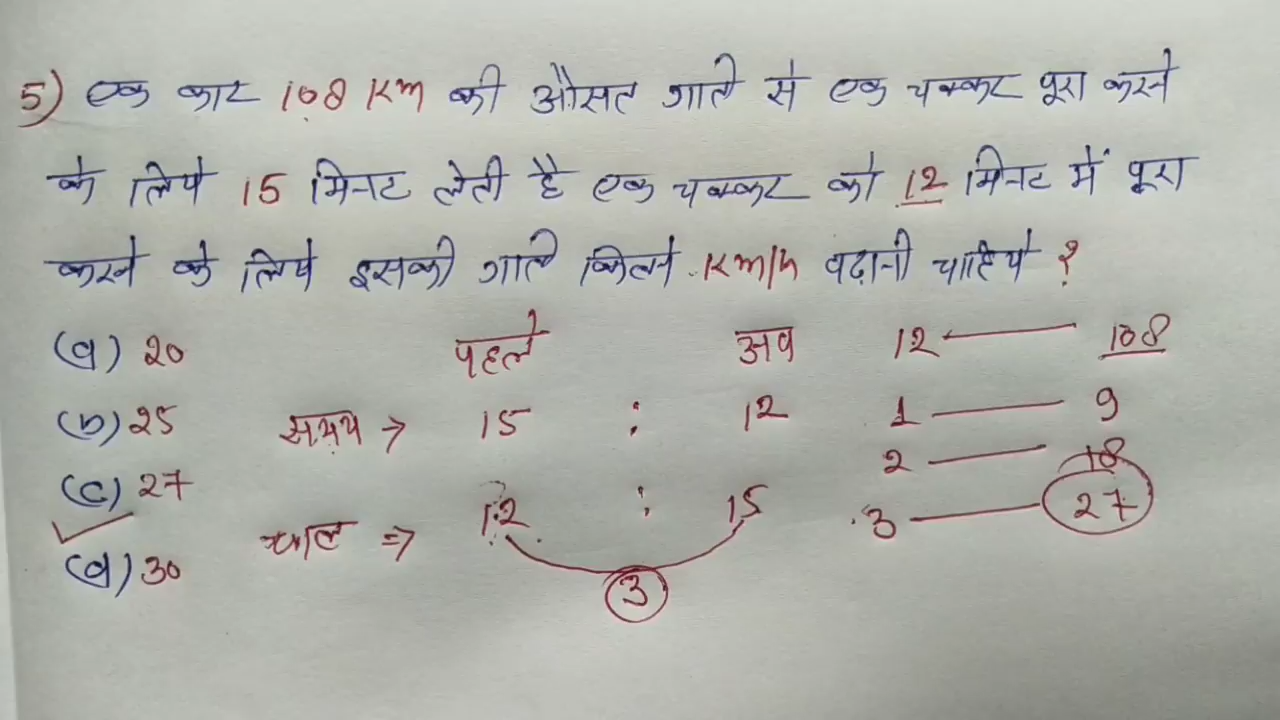 5) एक कार 108 Km की औसत गति से एक चक्कर पूरा करने
के लिये 15 मिनट लेती है एक चक्कर को 12 मिनट में पूरा
करने के लिये इसकी गति कितने Km/h बढ़ानी चाहिये ?
(a) 20 पहले अब 12 — 108
(b) 25 समय → 15 : 12 1 — 9
2 — 18
(c) 27 चाल ⇒ 12 : 15 3 — 27
(d) 30 3